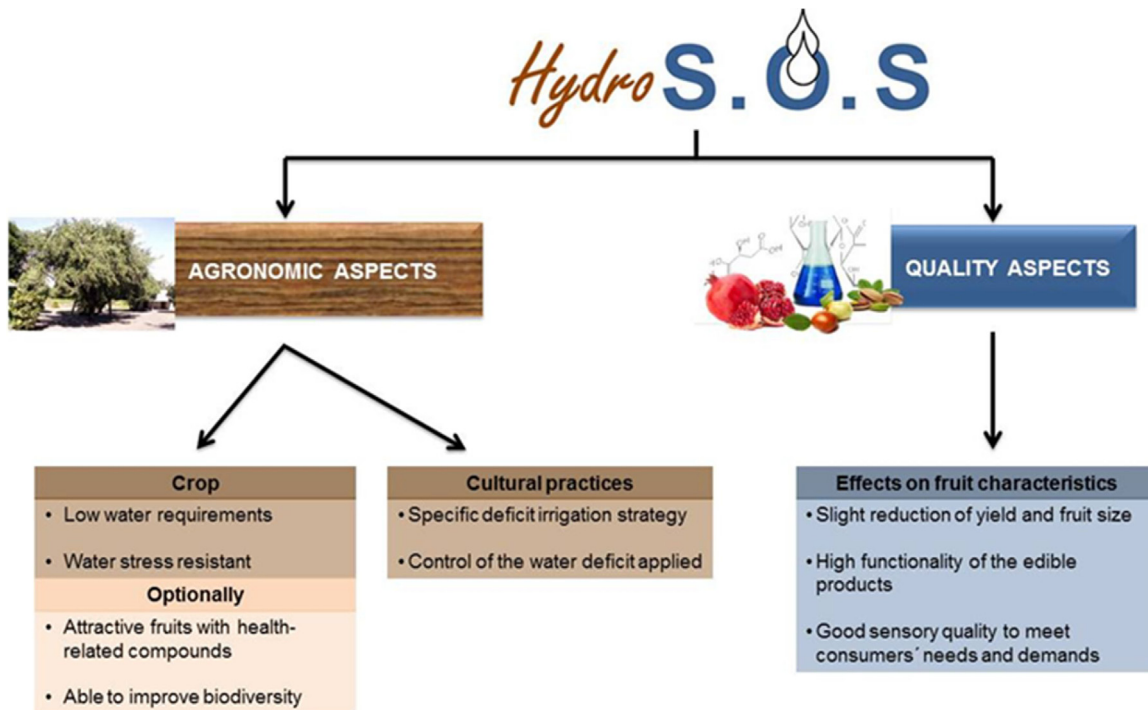 Hydro S.O.S
AGRONOMIC ASPECTS
QUALITY ASPECTS
Crop
• Low water requirements
• Water stress resistant
Optionally
• Attractive fruits with health-
related compounds
• Able to improve biodiversity
Cultural practices
• Specific deficit irrigation strategy
• Control of the water deficit applied
Effects on fruit characteristics
• Slight reduction of yield and fruit size
• High functionality of the edible
products
• Good sensory quality to meet
consumers´ needs and demands